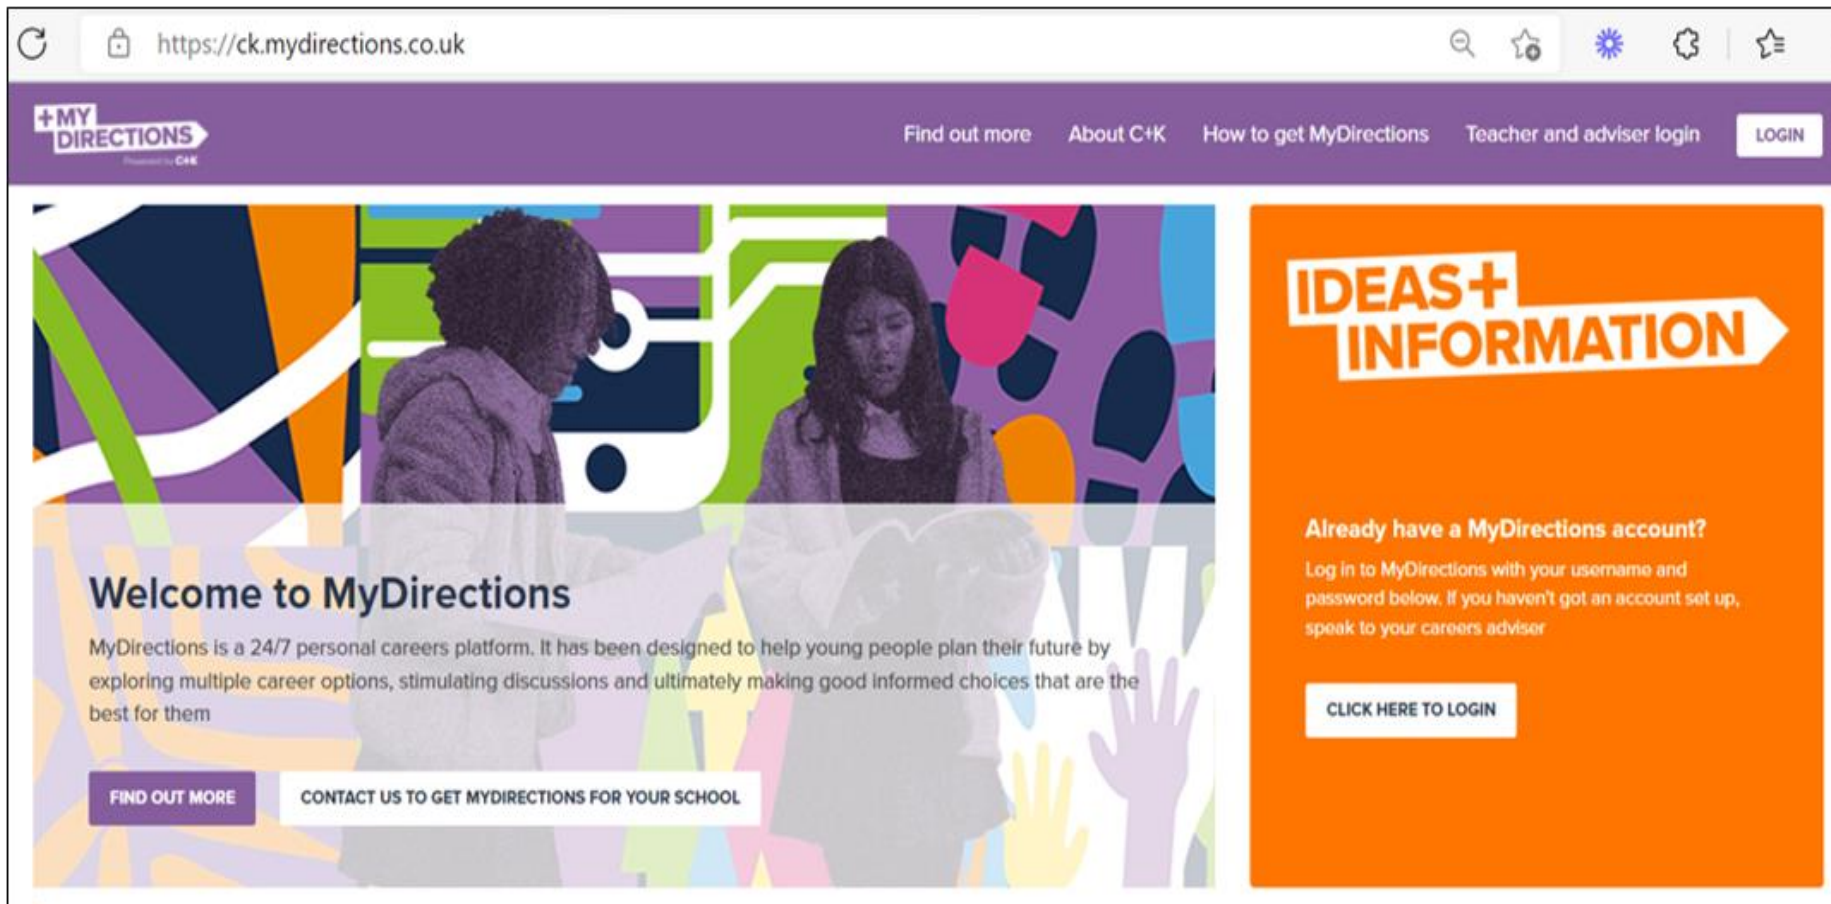 https://ck.mydirections.co.uk
+MY
DIRECTIONS
Powered by C+K
Find out more
About C+K
How to get MyDirections
Teacher and adviser login
LOGIN
Welcome to MyDirections
MyDirections is a 24/7 personal careers platform. It has been designed to help young people plan their future by
exploring multiple career options, stimulating discussions and ultimately making good informed choices that are the
best for them
FIND OUT MORE
CONTACT US TO GET MYDIRECTIONS FOR YOUR SCHOOL
IDEAS+
INFORMATION
Already have a MyDirections account?
Log in to MyDirections with your username and
password below. If you haven't got an account set up,
speak to your careers adviser
CLICK HERE TO LOGIN